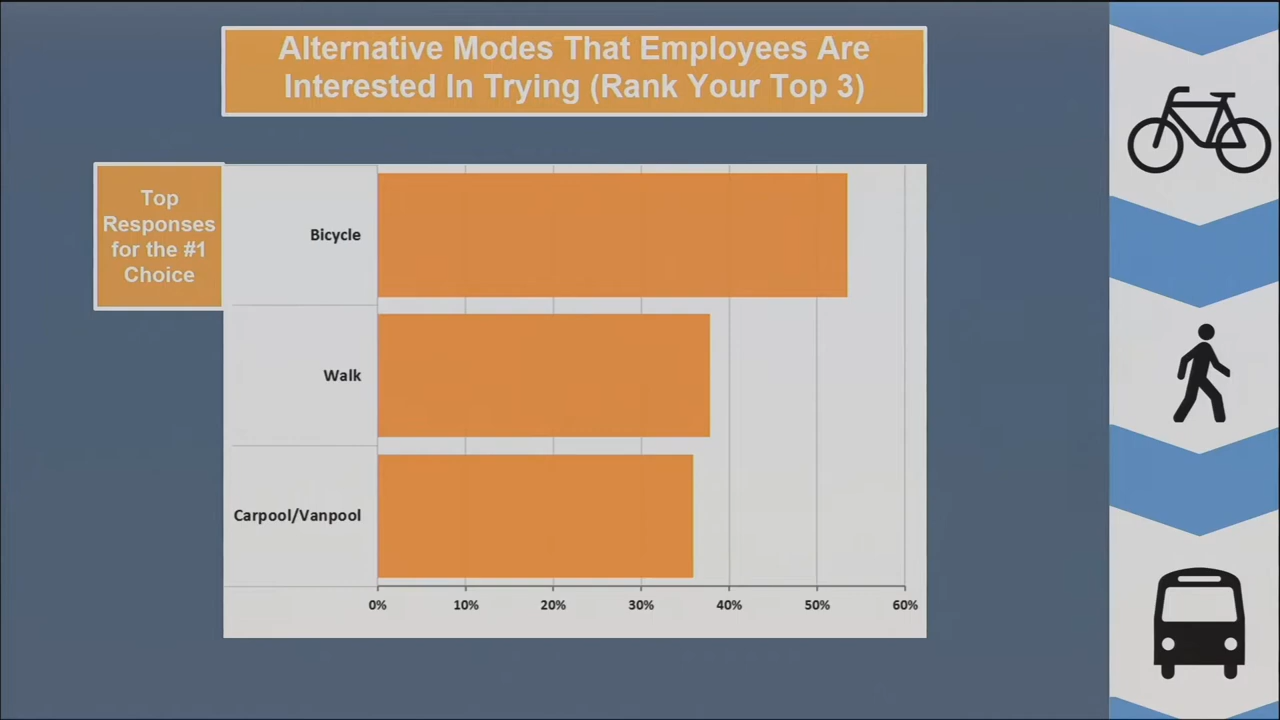 Alternative Modes That Employees Are
Interested In Trying (Rank Your Top 3)
Top
Responses
for the #1
Choice
Bicycle
Walk
Carpool/Vanpool
0% 10% 20% 30% 40% 50% 60%